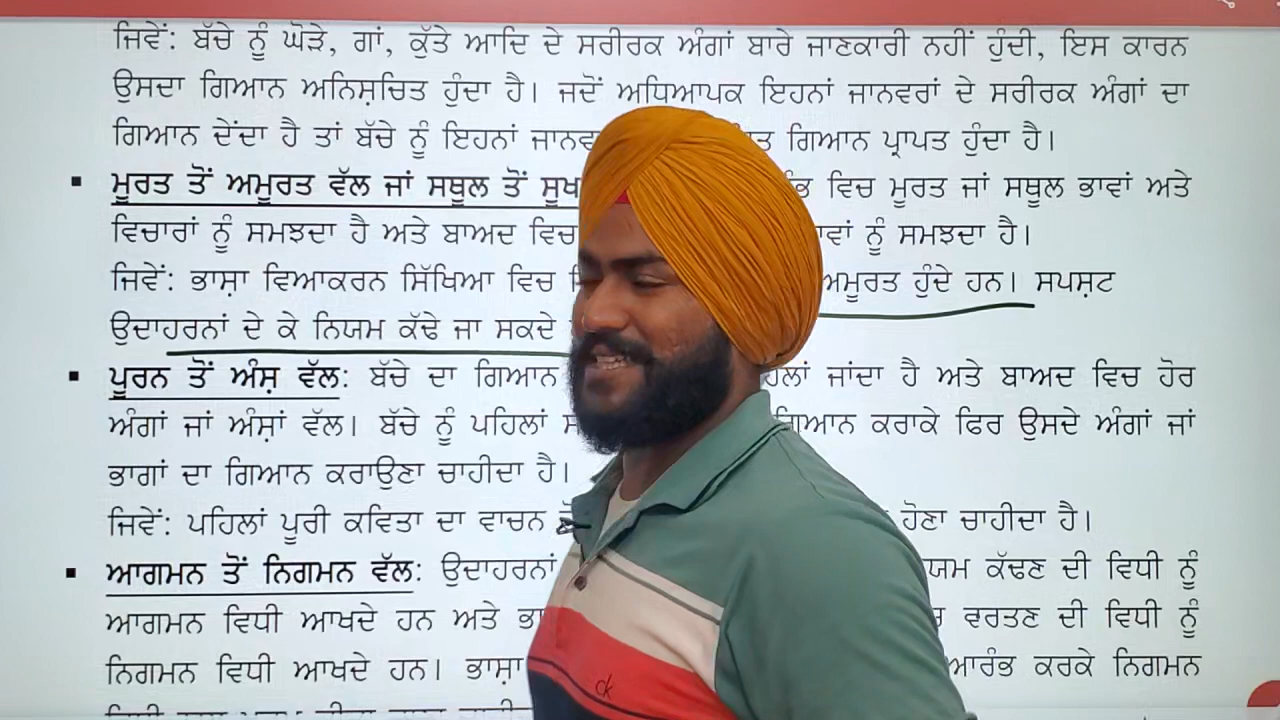 ਜਿਵੇਂ: ਬੱਚੇ ਨੂੰ ਘੋੜੇ, ਗਾਂ, ਕੁੱਤੇ ਆਦਿ ਦੇ ਸਰੀਰਕ ਅੰਗਾਂ ਬਾਰੇ ਜਾਣਕਾਰੀ ਨਹੀਂ ਹੁੰਦੀ, ਇਸ ਕਾਰਨ
ਉਸਦਾ ਗਿਆਨ ਅਨਿਸ਼ਚਿਤ ਹੁੰਦਾ ਹੈ। ਜਦੋਂ ਅਧਿਆਪਕ ਇਹਨਾਂ ਜਾਨਵਰਾਂ ਦੇ ਸਰੀਰਕ ਅੰਗਾਂ ਦਾ
ਗਿਆਨ ਦੇਂਦਾ ਹੈ ਤਾਂ ਬੱਚੇ ਨੂੰ ਇਹਨਾਂ ਗਿਆਨ ਪ੍ਰਾਪਤ ਹੁੰਦਾ ਹੈ।
▪ ਮੂਰਤ ਤੋਂ ਅਮੂਰਤ ਵੱਲ ਜਾਂ ਸਥੂਲ ਤੋਂ ਵਿਚ ਮੂਰਤ ਜਾਂ ਸਥੂਲ ਭਾਵਾਂ ਅਤੇ
ਵਿਚਾਰਾਂ ਨੂੰ ਸਮਝਦਾ ਹੈ ਅਤੇ ਬਾਅਦ ਵਿਚ ਨੂੰ ਸਮਝਦਾ ਹੈ।
ਜਿਵੇਂ: ਭਾਸ਼ਾ ਵਿਆਕਰਨ ਸਿੱਖਿਆ ਵਿਚ ਅਮੂਰਤ ਹੁੰਦੇ ਹਨ। ਸਪਸ਼ਟ
ਉਦਾਹਰਨਾਂ ਦੇ ਕੇ ਨਿਯਮ ਕੱਢੇ ਜਾ ਸਕਦੇ
▪ ਪੂਰਨ ਤੋਂ ਅੰਸ਼ ਵੱਲ: ਬੱਚੇ ਦਾ ਗਿਆਨ ਜਾਂਦਾ ਹੈ ਅਤੇ ਬਾਅਦ ਵਿਚ ਹੋਰ
ਅੰਗਾਂ ਜਾਂ ਅੰਸ਼ਾਂ ਵੱਲ। ਬੱਚੇ ਨੂੰ ਪਹਿਲਾਂ ਗਿਆਨ ਕਰਾਕੇ ਫਿਰ ਉਸਦੇ ਅੰਗਾਂ ਜਾਂ
ਭਾਗਾਂ ਦਾ ਗਿਆਨ ਕਰਾਉਣਾ ਚਾਹੀਦਾ ਹੈ।
ਜਿਵੇਂ: ਪਹਿਲਾਂ ਪੂਰੀ ਕਵਿਤਾ ਦਾ ਵਾਚਨ ਹੋਣਾ ਚਾਹੀਦਾ ਹੈ।
▪ ਆਗਮਨ ਤੋਂ ਨਿਗਮਨ ਵੱਲ: ਉਦਾਹਰਨਾਂ ਕੱਢਣ ਦੀ ਵਿਧੀ ਨੂੰ
ਆਗਮਨ ਵਿਧੀ ਆਖਦੇ ਹਨ ਅਤੇ ਵਰਤਣ ਦੀ ਵਿਧੀ ਨੂੰ
ਨਿਗਮਨ ਵਿਧੀ ਆਖਦੇ ਹਨ। ਭਾਸ਼ਾ ਆਰੰਭ ਕਰਕੇ ਨਿਗਮਨ
ck